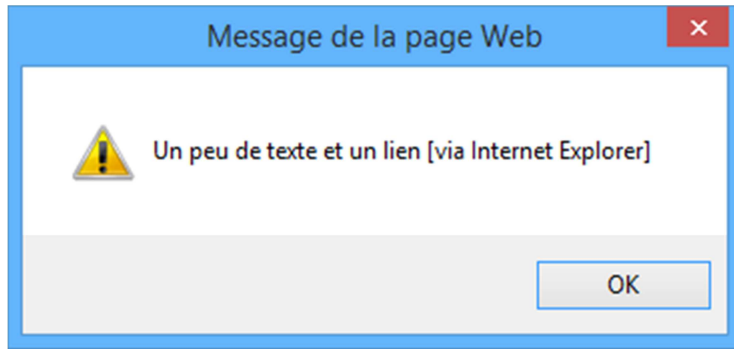 Message de la page Web
Un peu de texte et un lien [via Internet Explorer]
OK